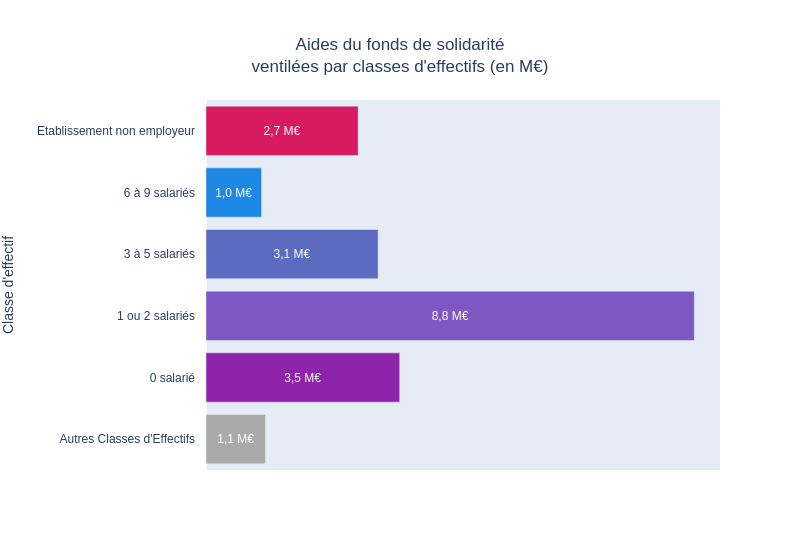 Aides du fonds de solidarité
ventilées par classes d'effectifs (en M€)
Classe d'effectif
Etablissement non employeur
2,7 M€
6 à 9 salariés
1,0 M€
3 à 5 salariés
3,1 M€
1 ou 2 salariés
8,8 M€
0 salarié
3,5 M€
Autres Classes d'Effectifs
1,1 M€